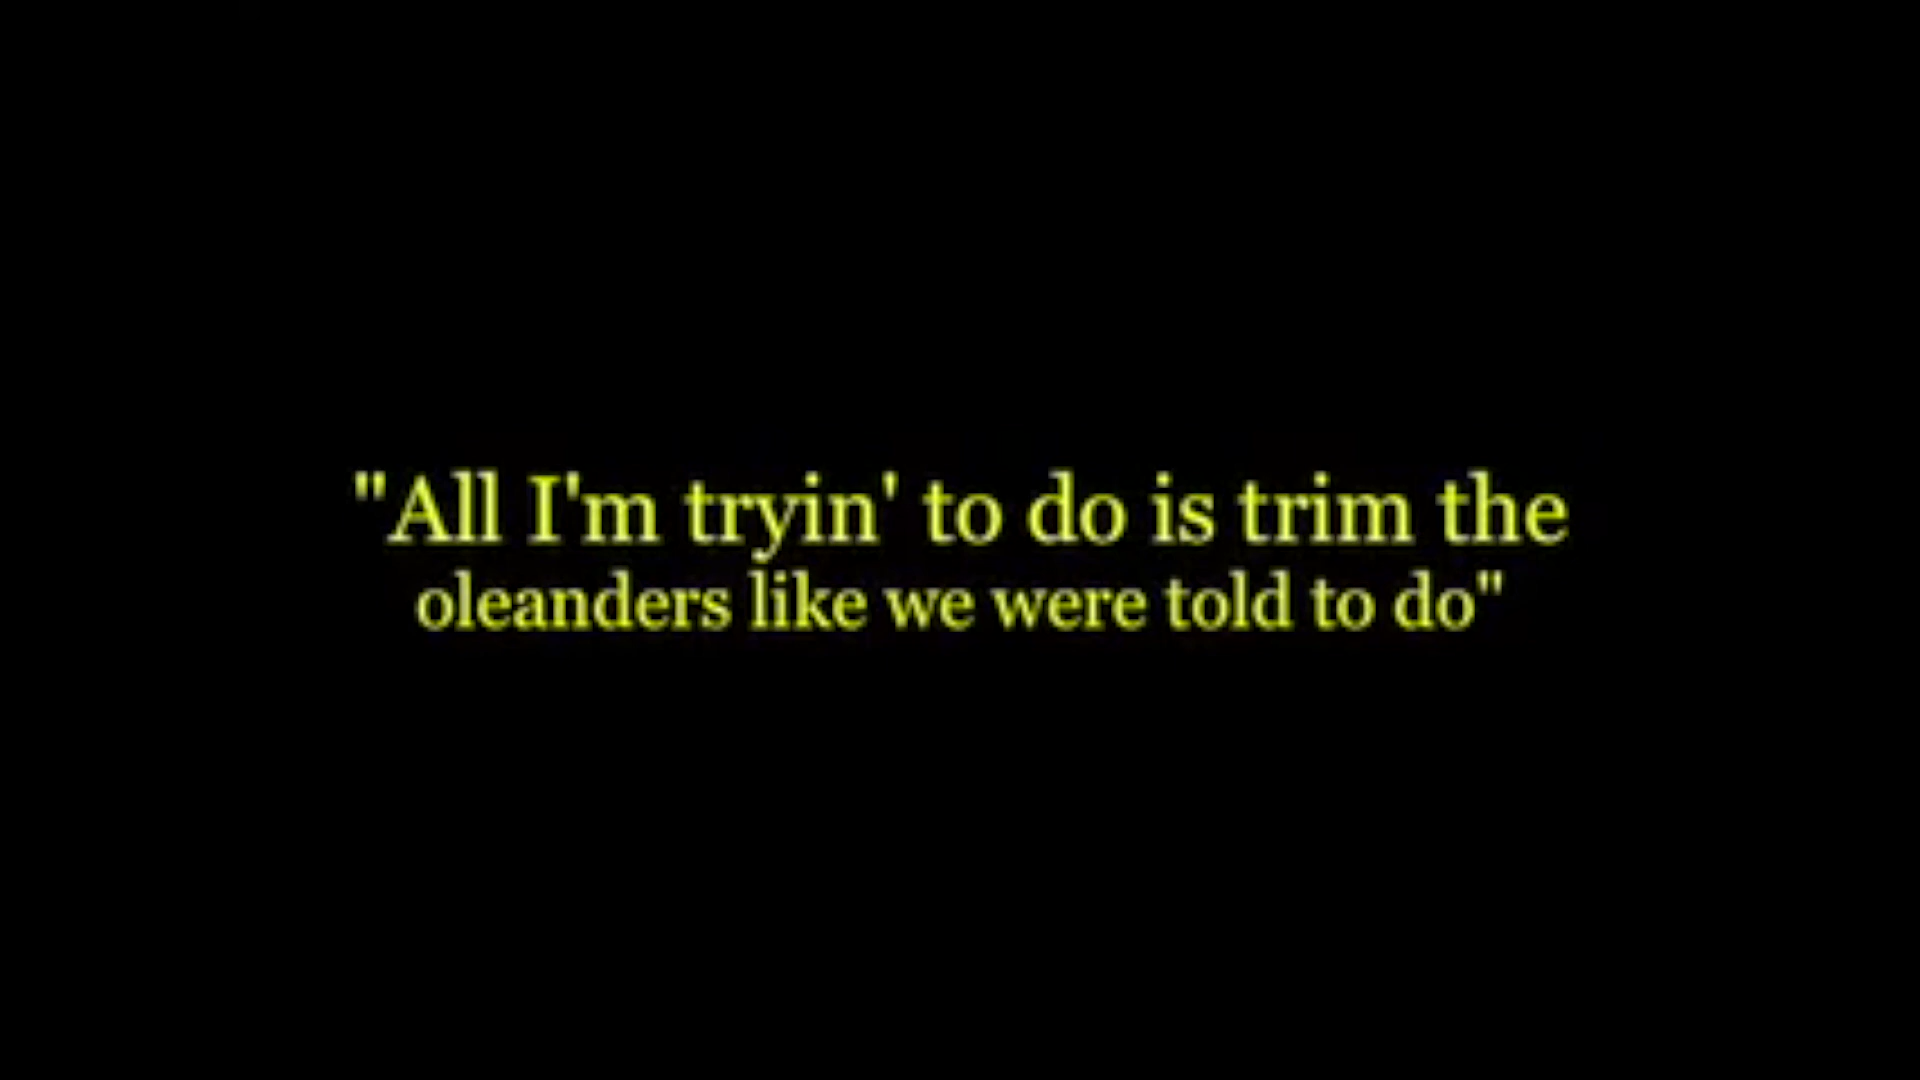 "All I'm tryin' to do is trim the
oleanders like we were told to do"